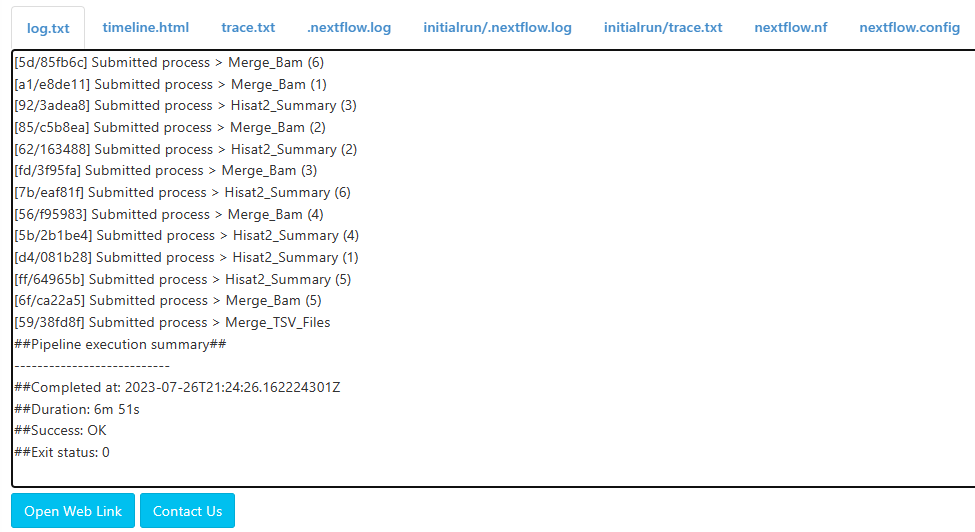 log.txt timeline.html trace.txt .nextflow.log initialrun/.nextflow.log initialrun/trace.txt nextflow.nf nextflow.config
[5d/85fb6c] Submitted process > Merge_Bam (6)
[a1/e8de11] Submitted process > Merge_Bam (1)
[92/3adea8] Submitted process > Hisat2_Summary (3)
[85/c5b8ea] Submitted process > Merge_Bam (2)
[62/163488] Submitted process > Hisat2_Summary (2)
[fd/3f95fa] Submitted process > Merge_Bam (3)
[7b/eaf81f] Submitted process > Hisat2_Summary (6)
[56/f95983] Submitted process > Merge_Bam (4)
[5b/2b1be4] Submitted process > Hisat2_Summary (4)
[d4/081b28] Submitted process > Hisat2_Summary (1)
[ff/64965b] Submitted process > Hisat2_Summary (5)
[6f/ca22a5] Submitted process > Merge_Bam (5)
[59/38fd8f] Submitted process > Merge_TSV_Files
##Pipeline execution summary##
---------------------------
##Completed at: 2023-07-26T21:24:26.162224301Z
##Duration: 6m 51s
##Success: OK
##Exit status: 0
Open Web Link Contact Us